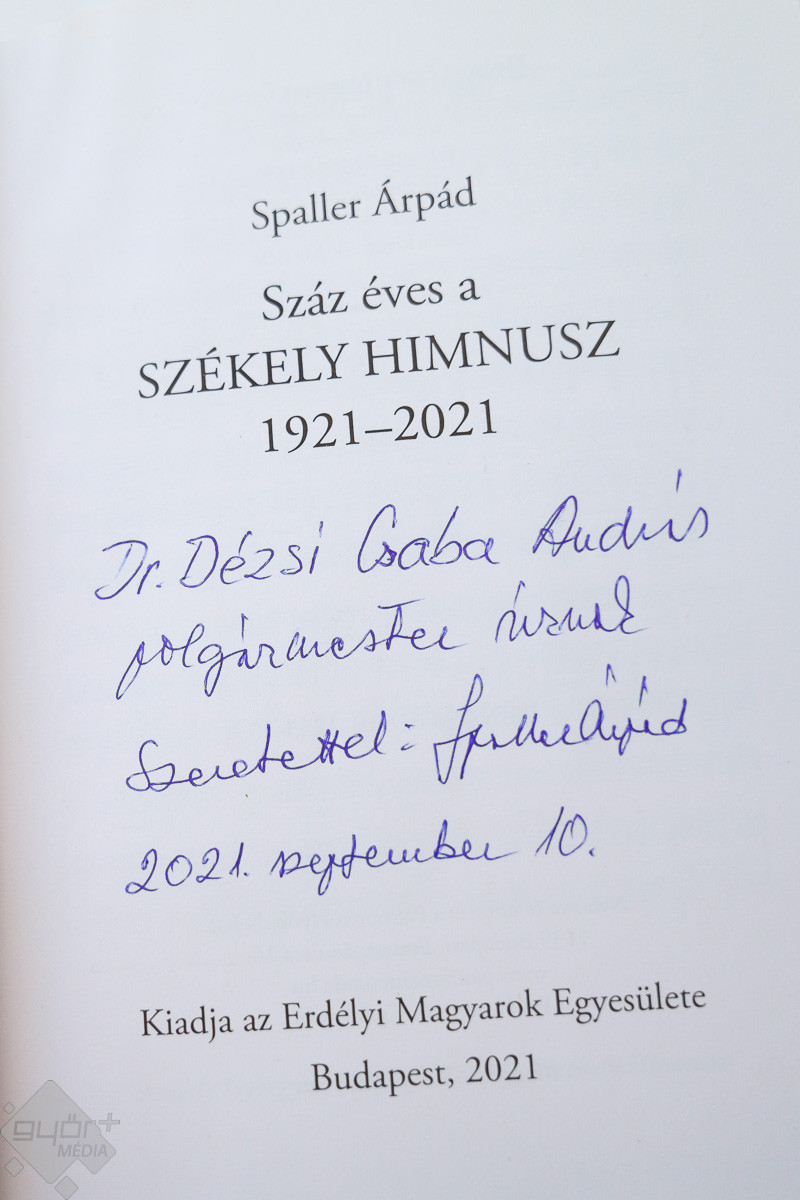 Spaller Árpád
Száz éves a
SZÉKELY HIMNUSZ
1921–2021
Dr. Dézsi Csaba András
polgármester úrnak
Szeretettel: Spaller Árpád
2021. szeptember 10.
Kiadja az Erdélyi Magyarok Egyesülete
Budapest, 2021
győr+
MÉDIA